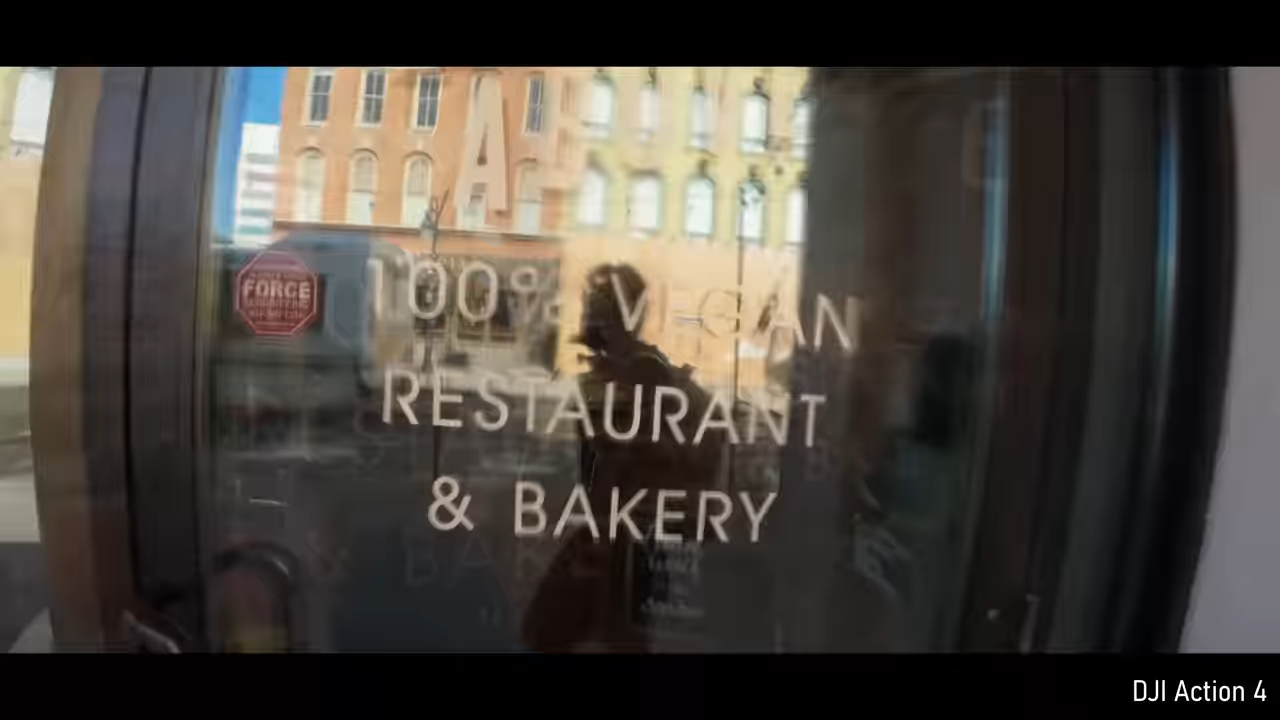 A
100% VEGAN
RESTAURANT
& BAKERY
FORCE
DJI Action 4